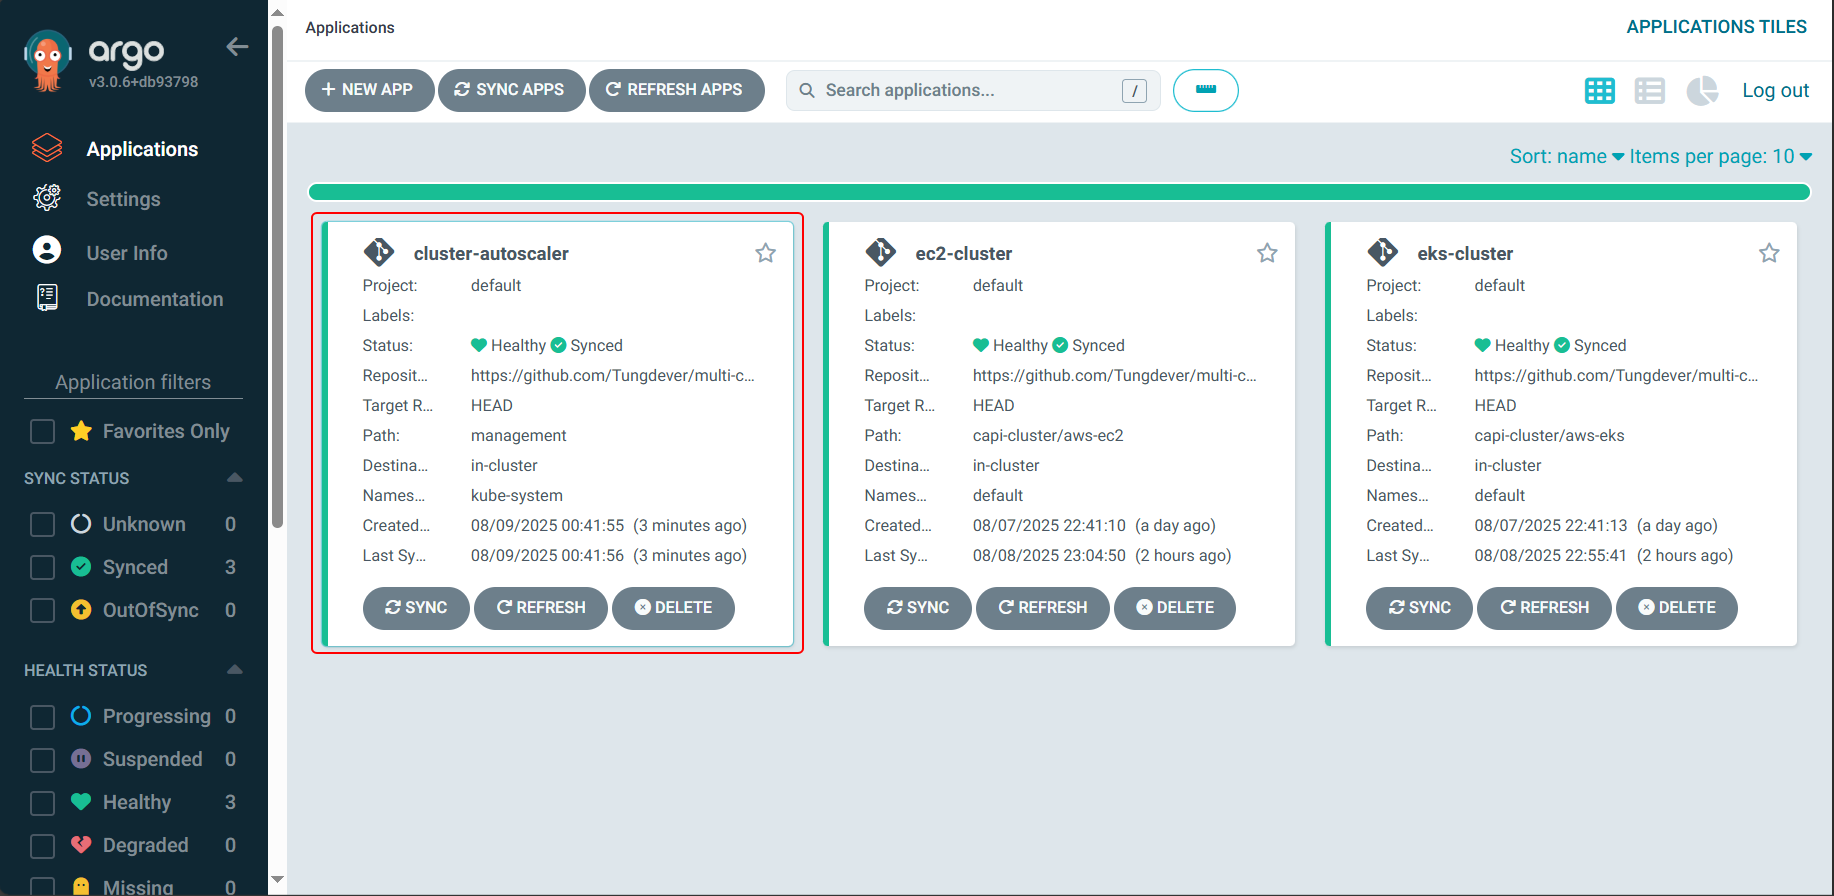 argo
v3.0.6+db93798
Applications
Settings
User Info
Documentation
Application filters
Favorites Only
SYNC STATUS
Unknown 0
Synced 3
OutOfSync 0
HEALTH STATUS
Progressing 0
Suspended 0
Healthy 3
Degraded 0
Missing 0
Applications
APPLICATIONS TILES
+ NEW APP
SYNC APPS
REFRESH APPS
Search applications...
/
Log out
Sort: name
Items per page: 10
cluster-autoscaler
Project: default
Labels:
Status: Healthy Synced
Reposit... https://github.com/Tungdever/multi-c...
Target R... HEAD
Path: management
Destina... in-cluster
Names... kube-system
Created... 08/09/2025 00:41:55 (3 minutes ago)
Last Sy... 08/09/2025 00:41:56 (3 minutes ago)
SYNC REFRESH DELETE
ec2-cluster
Project: default
Labels:
Status: Healthy Synced
Reposit... https://github.com/Tungdever/multi-c...
Target R... HEAD
Path: capi-cluster/aws-ec2
Destina... in-cluster
Names... default
Created... 08/07/2025 22:41:10 (a day ago)
Last Sy... 08/08/2025 23:04:50 (2 hours ago)
SYNC REFRESH DELETE
eks-cluster
Project: default
Labels:
Status: Healthy Synced
Reposit... https://github.com/Tungdever/multi-c...
Target R... HEAD
Path: capi-cluster/aws-eks
Destina... in-cluster
Names... default
Created... 08/07/2025 22:41:13 (a day ago)
Last Sy... 08/08/2025 22:55:41 (2 hours ago)
SYNC REFRESH DELETE